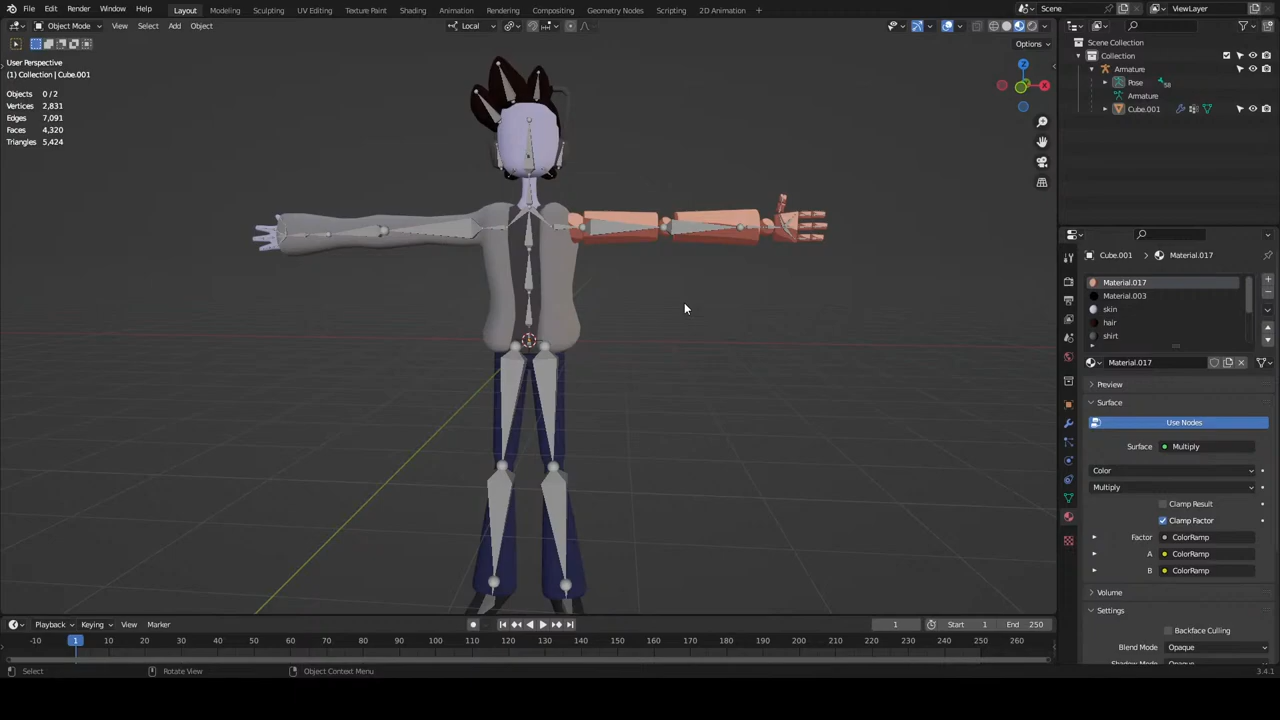 File Edit Render Window Help Layout Modeling Sculpting UV Editing Texture Paint Shading Animation Rendering Compositing Geometry Nodes Scripting 2D Animation + Scene ViewLayer
Object Mode View Select Add Object Local
Options
User Perspective
(1) Collection | Cube.001
Objects 0/2
Vertices 2,831
Edges 7,091
Faces 4,320
Triangles 5,424
Z
X
Scene Collection
Collection
Armature
Pose 58
Armature
Cube.001
Cube.001 Material.017
Material.017
Material.003
skin
hair
shirt
Material.017
Preview
Surface
Use Nodes
Surface Multiply
Color
Multiply
Clamp Result
Clamp Factor
Factor ColorRamp
A ColorRamp
B ColorRamp
Volume
Settings
Backface Culling
Blend Mode Opaque
Playback Keying View Marker 1 Start 1 End 250
-10 1 10 20 30 40 50 60 70 80 90 100 110 120 130 140 150 160 170 180 190 200 210 220 230 240 250 260
Select Rotate View Object Context Menu 3.4.1